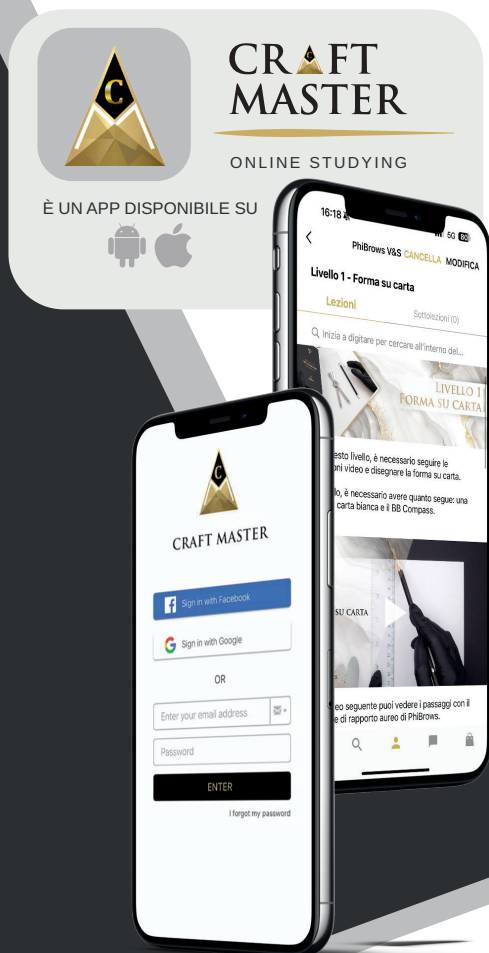 C
CRAFT
MASTER
ONLINE STUDYING
È UN APP DISPONIBILE SU
16:18
5G 80
PhiBrows V&S CANCELLA MODIFICA
Livello 1 - Forma su carta
Lezioni
Sottolezioni (0)
Inizia a digitare per cercare all'interno del...
LIVELLO 1
FORMA SU CARTA
esto livello, è necessario seguire le
oni video e disegnare la forma su carta.
lo, è necessario avere quanto segue: una
carta bianca e il BB Compass.
SU CARTA
eo seguente puoi vedere i passaggi con il
e di rapporto aureo di PhiBrows.
C
CRAFT MASTER
Sign in with Facebook
Sign in with Google
OR
Enter your email address
Password
ENTER
I forgot my password